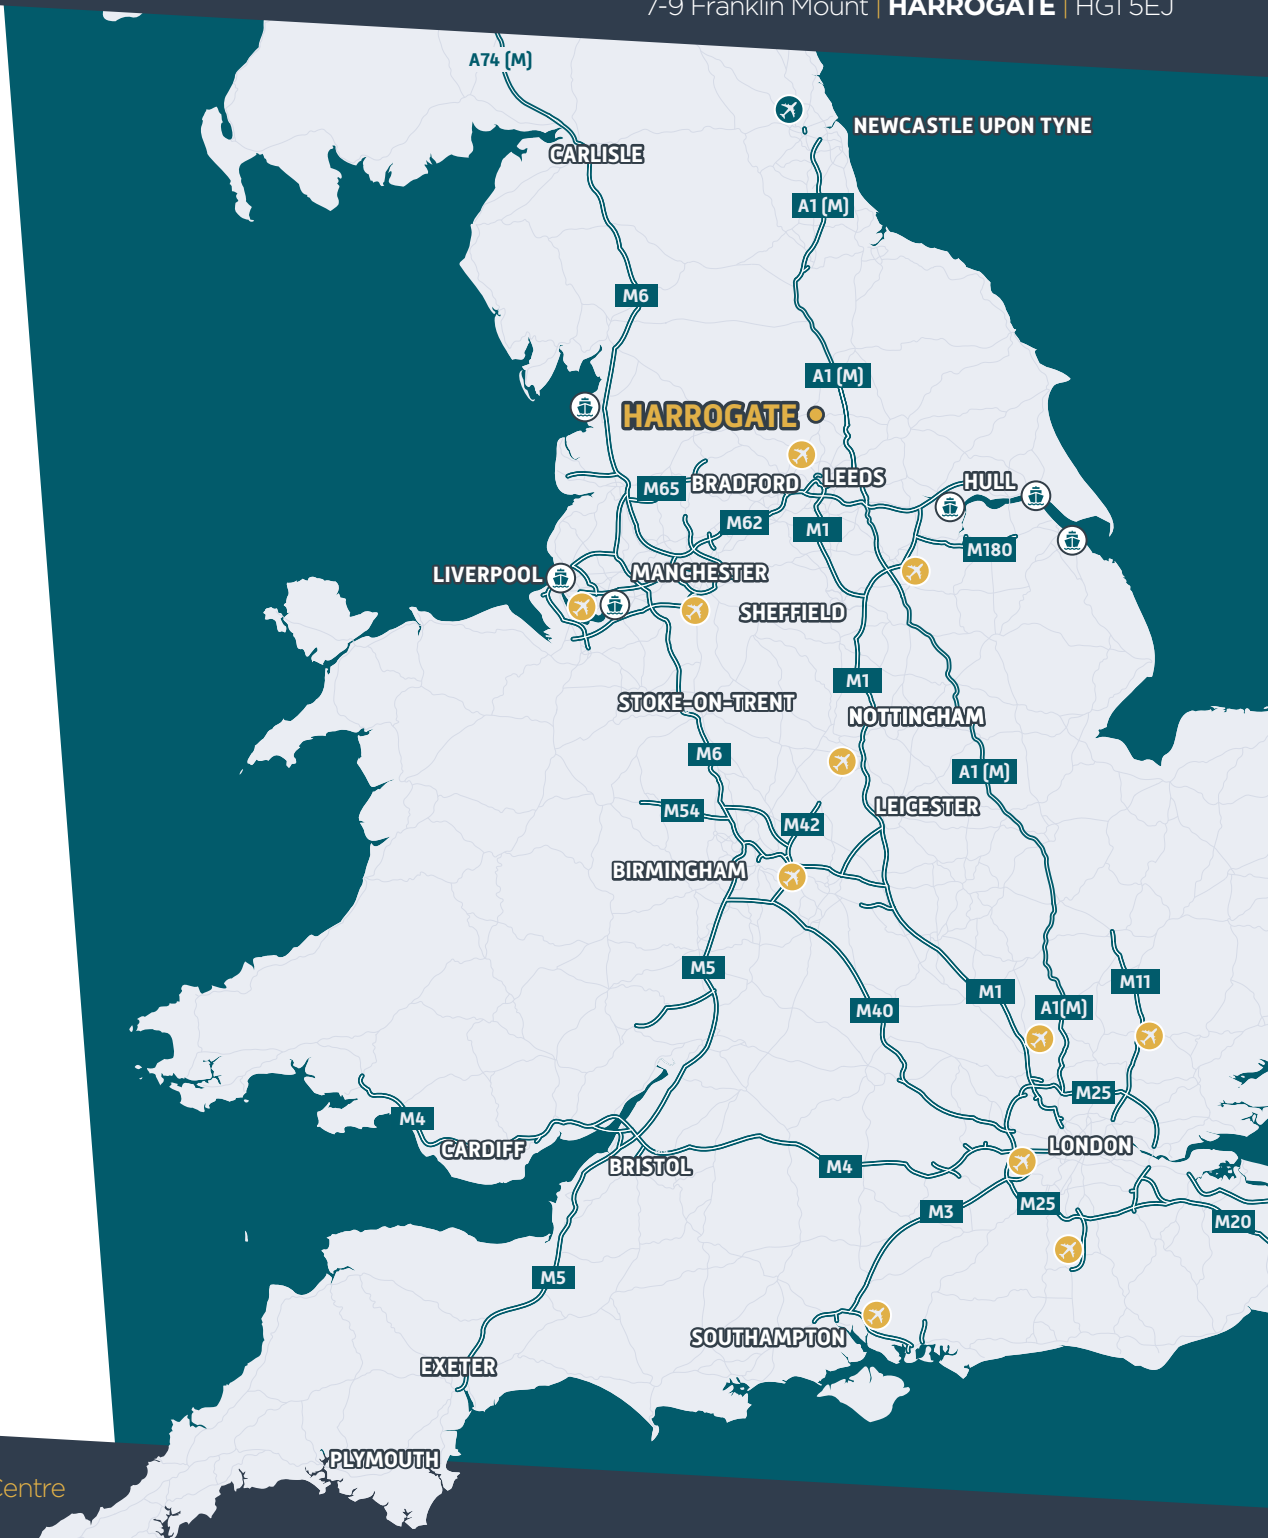 7-9 Franklin Mount | HARROGATE | HG1 5EJ
A74 (M)
NEWCASTLE UPON TYNE
CARLISLE
A1 (M)
M6
A1 (M)
HARROGATE
BRADFORD
LEEDS
HULL
M65
M62
M1
M180
LIVERPOOL
MANCHESTER
SHEFFIELD
M1
STOKE-ON-TRENT
NOTTINGHAM
M6
A1 (M)
M54
M42
LEICESTER
BIRMINGHAM
M5
M40
M1
A1(M)
M11
M25
M4
CARDIFF
BRISTOL
M4
LONDON
M25
M3
M20
M5
SOUTHAMPTON
EXETER
PLYMOUTH
Centre